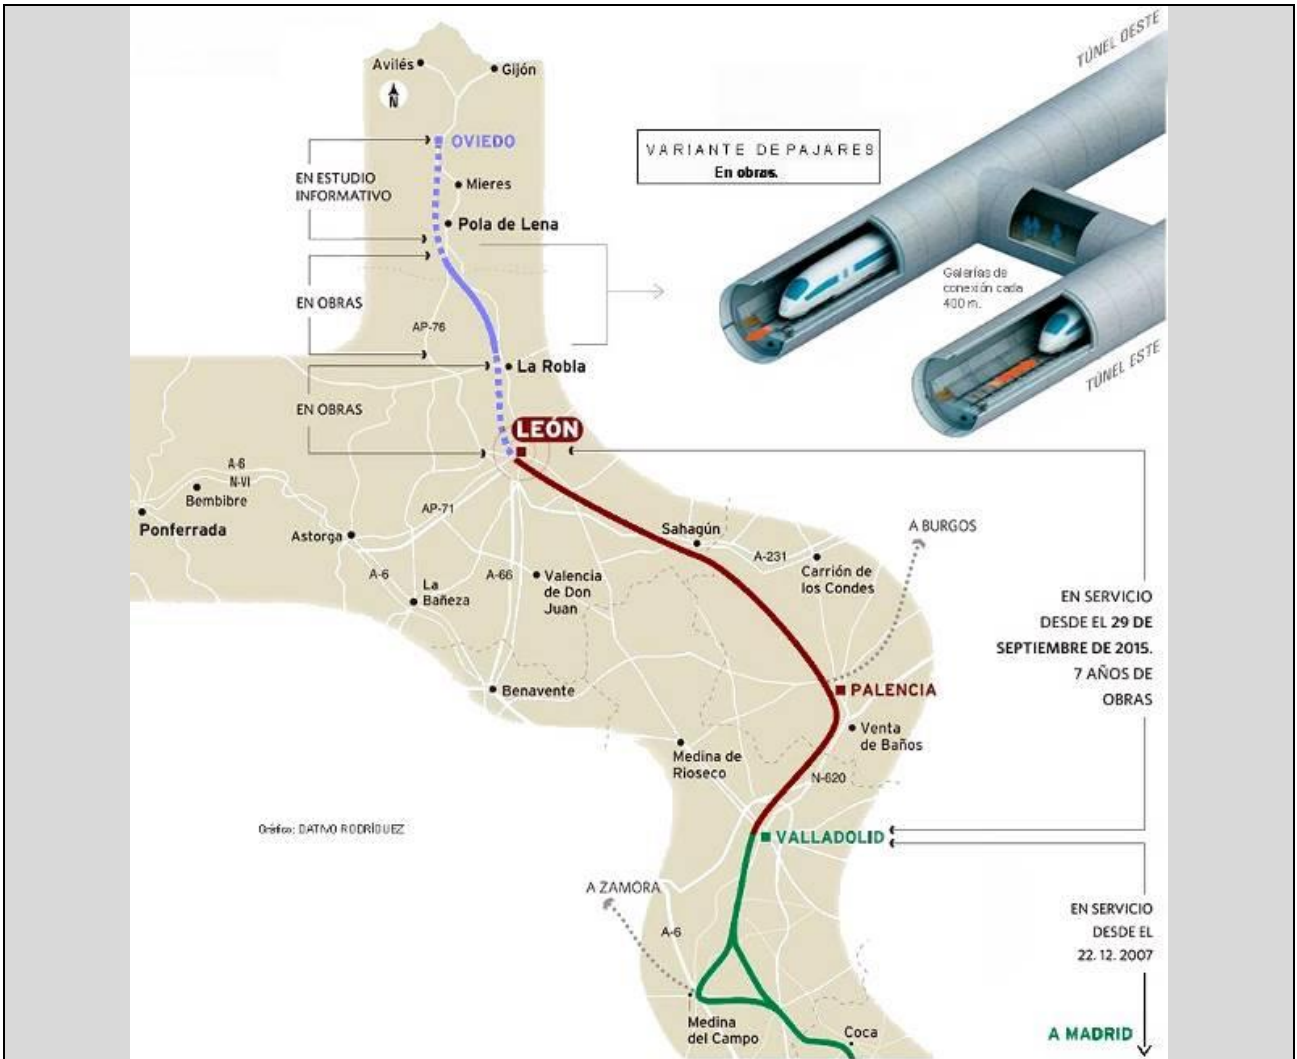 TÚNEL OESTE
Avilés
Gijón
N
OVIEDO
VARIANTE DE PAJARES
En obras.
EN ESTUDIO
INFORMATIVO
Mieres
Pola de Lena
Galerías de
conexión cada
400 m.
EN OBRAS
AP-76
TÚNEL ESTE
La Robla
EN OBRAS
LEÓN
A-6
N-VI
Bembibre
Ponferrada
AP-71
Astorga
Sahagún
A BURGOS
A-231
Carrión de
los Condes
A-6
La
Bañeza
A-66
Valencia
de Don
Juan
EN SERVICIO
DESDE EL 29 DE
SEPTIEMBRE DE 2015.
7 AÑOS DE
OBRAS
Benavente
PALENCIA
Venta
de Baños
Medina de
Rioseco
N-620
Gráfico: DATIVO RODRÍGUEZ
VALLADOLID
A ZAMORA
A-6
EN SERVICIO
DESDE EL
22. 12. 2007
Medina
del Campo
Coca
A MADRID